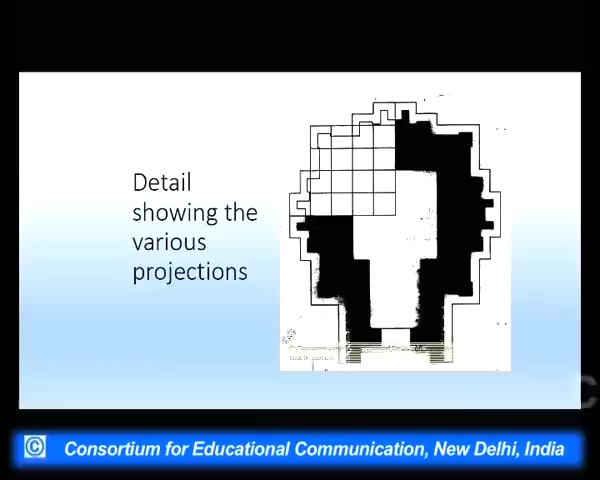 Detail
showing the
various
projections
© Consortium for Educational Communication, New Delhi, India